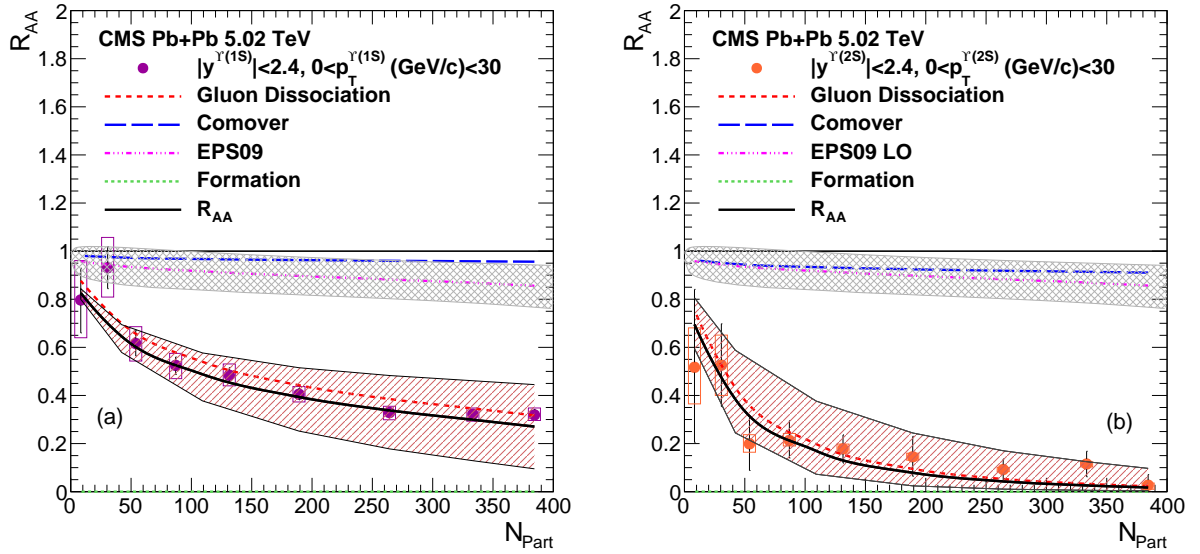 R_AA
2
1.8
1.6
1.4
1.2
1
0.8
0.6
0.4
0.2
0
CMS Pb+Pb 5.02 TeV
|y^ϒ(1S)|<2.4, 0<p_T^ϒ(1S) (GeV/c)<30
Gluon Dissociation
Comover
EPS09
Formation
R_AA
(a)
0 50 100 150 200 250 300 350 400
N_Part
R_AA
2
1.8
1.6
1.4
1.2
1
0.8
0.6
0.4
0.2
0
CMS Pb+Pb 5.02 TeV
|y^ϒ(2S)|<2.4, 0<p_T^ϒ(2S) (GeV/c)<30
Gluon Dissociation
Comover
EPS09 LO
Formation
R_AA
(b)
0 50 100 150 200 250 300 350 400
N_Part